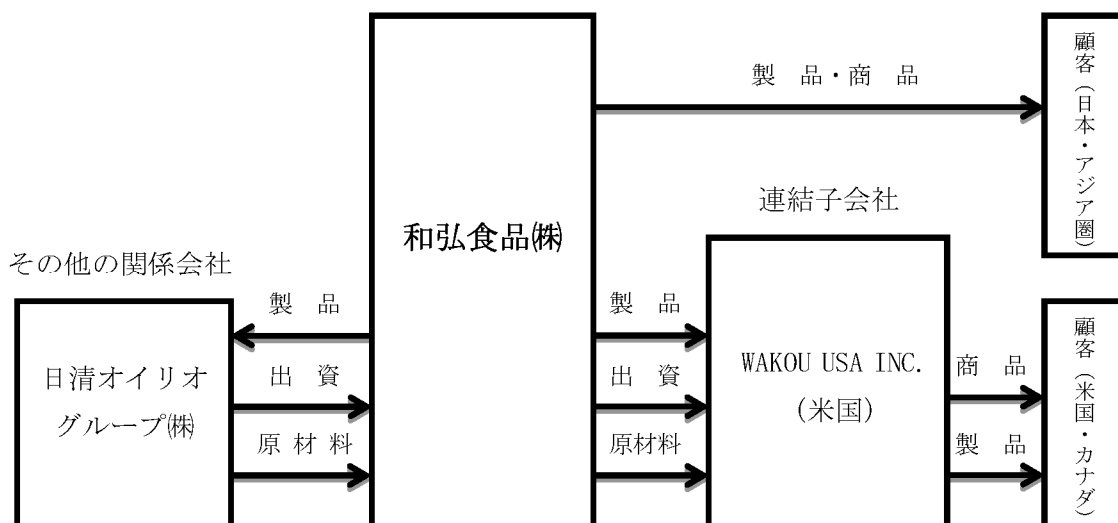 製品・商品
顧客（日本・アジア圏）
連結子会社
和弘食品㈱
その他の関係会社
製品
出資
原材料
日清オイリオ
グループ㈱
製品
出資
原材料
WAKOU USA INC.
(米国)
商品
製品
顧客（米国・カナダ）